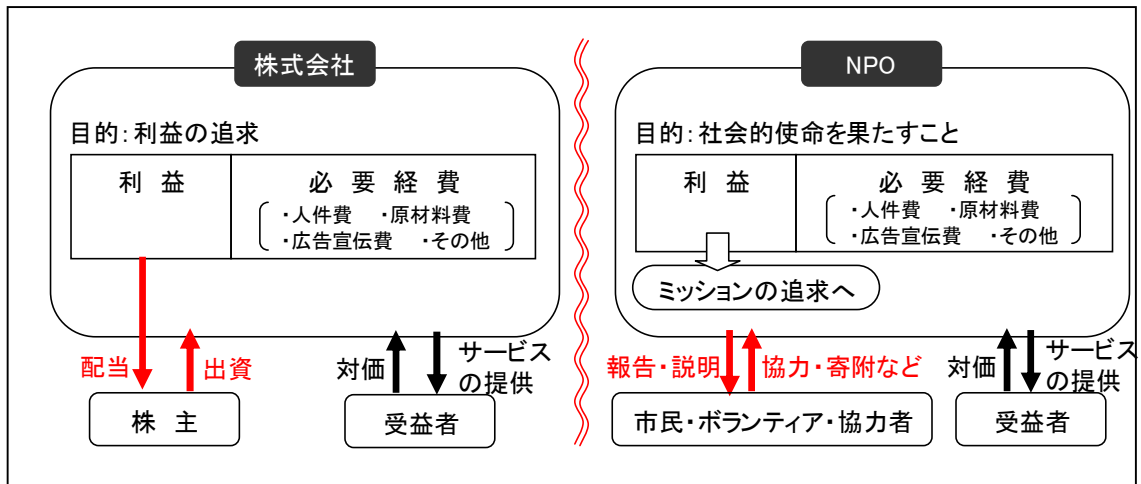 株式会社
目的：利益の追求
利 益
必 要 経 費
・人件費 ・原材料費
・広告宣伝費 ・その他
配当
出資
対価
サービス
の提供
株 主
受益者
NPO
目的：社会的使命を果たすこと
利 益
必 要 経 費
・人件費 ・原材料費
・広告宣伝費 ・その他
ミッションの追求へ
報告・説明
協力・寄附など
対価
サービス
の提供
市民・ボランティア・協力者
受益者